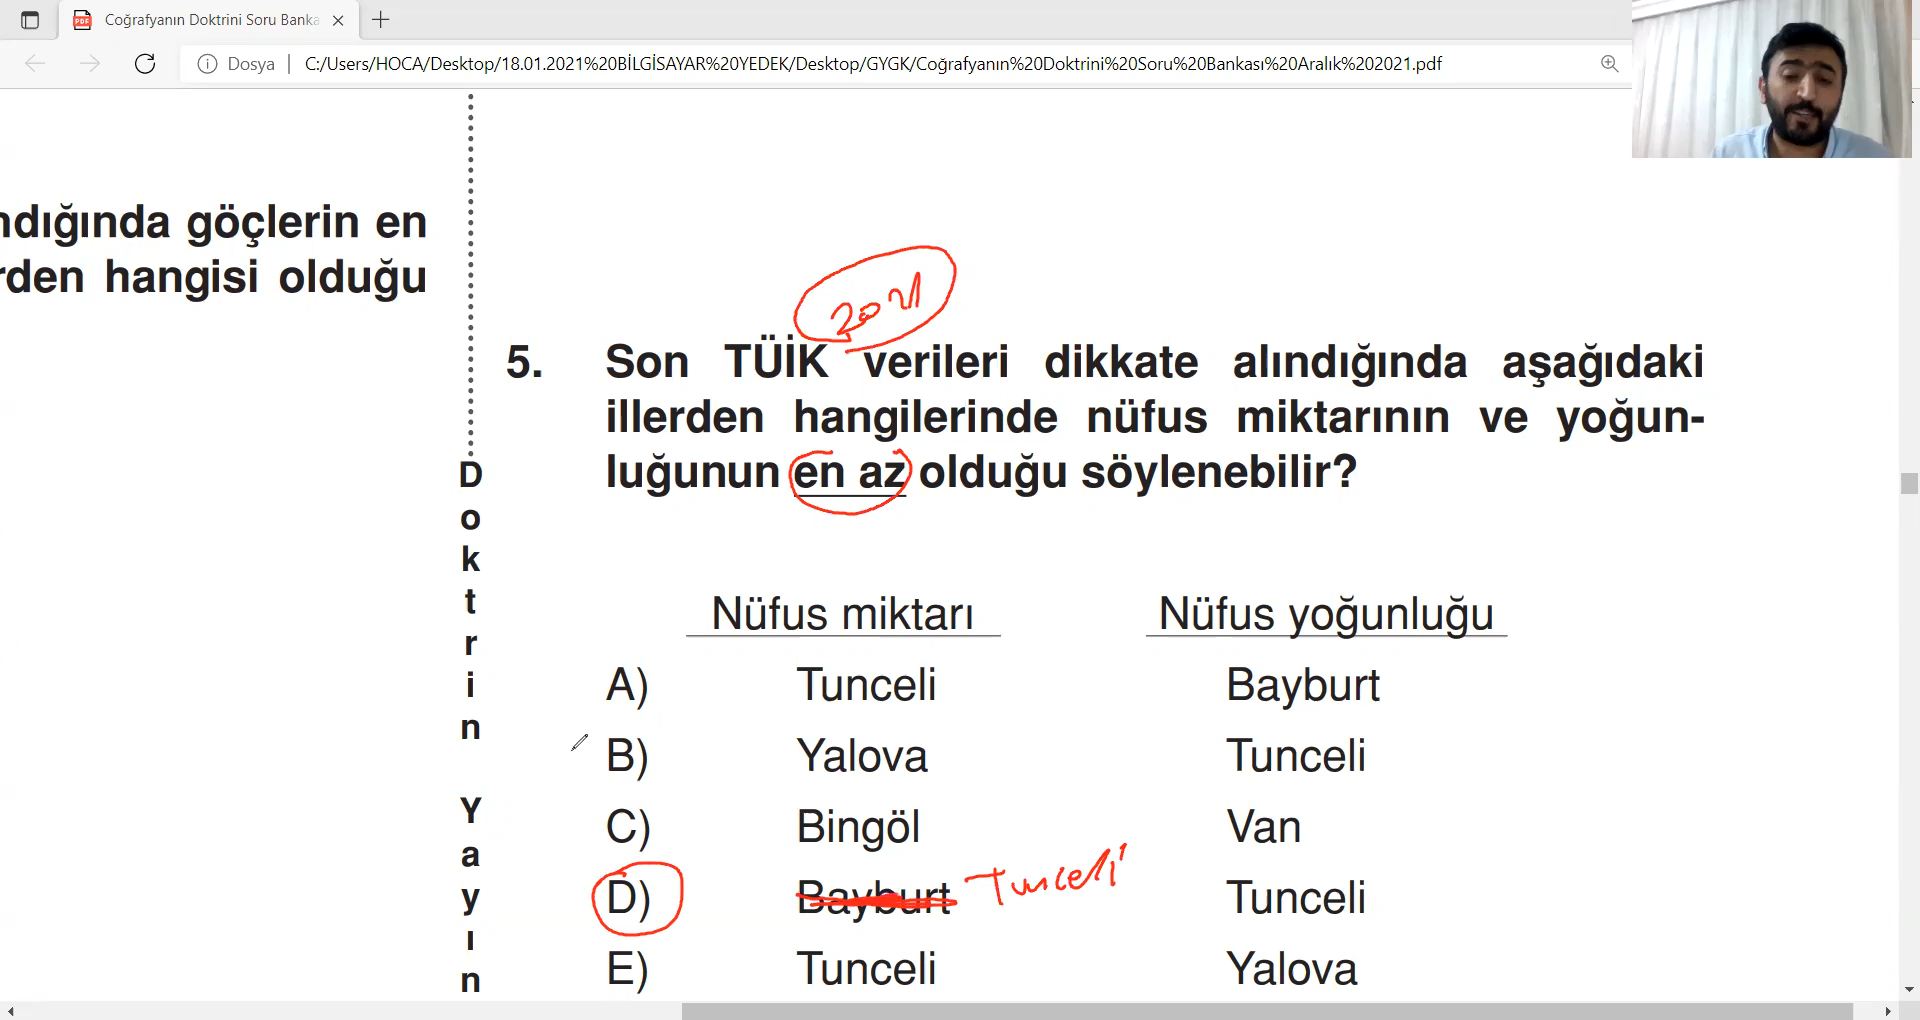 Coğrafyanın Doktrini Soru Banka
Dosya C:/Users/HOCA/Desktop/18.01.2021%20BİLGİSAYAR%20YEDEK/Desktop/GYGK/Coğrafyanın%20Doktrini%20Soru%20Bankası%20Aralık%202021.pdf
ndığında göçlerin en
rden hangisi olduğu
Doktrin Yayın
2021
5. Son TÜİK verileri dikkate alındığında aşağıdaki
illerden hangilerinde nüfus miktarının ve yoğun-
luğunun en az olduğu söylenebilir?
Nüfus miktarı Nüfus yoğunluğu
A) Tunceli Bayburt
B) Yalova Tunceli
C) Bingöl Van
D) Bayburt Tunceli Tunceli
E) Tunceli Yalova